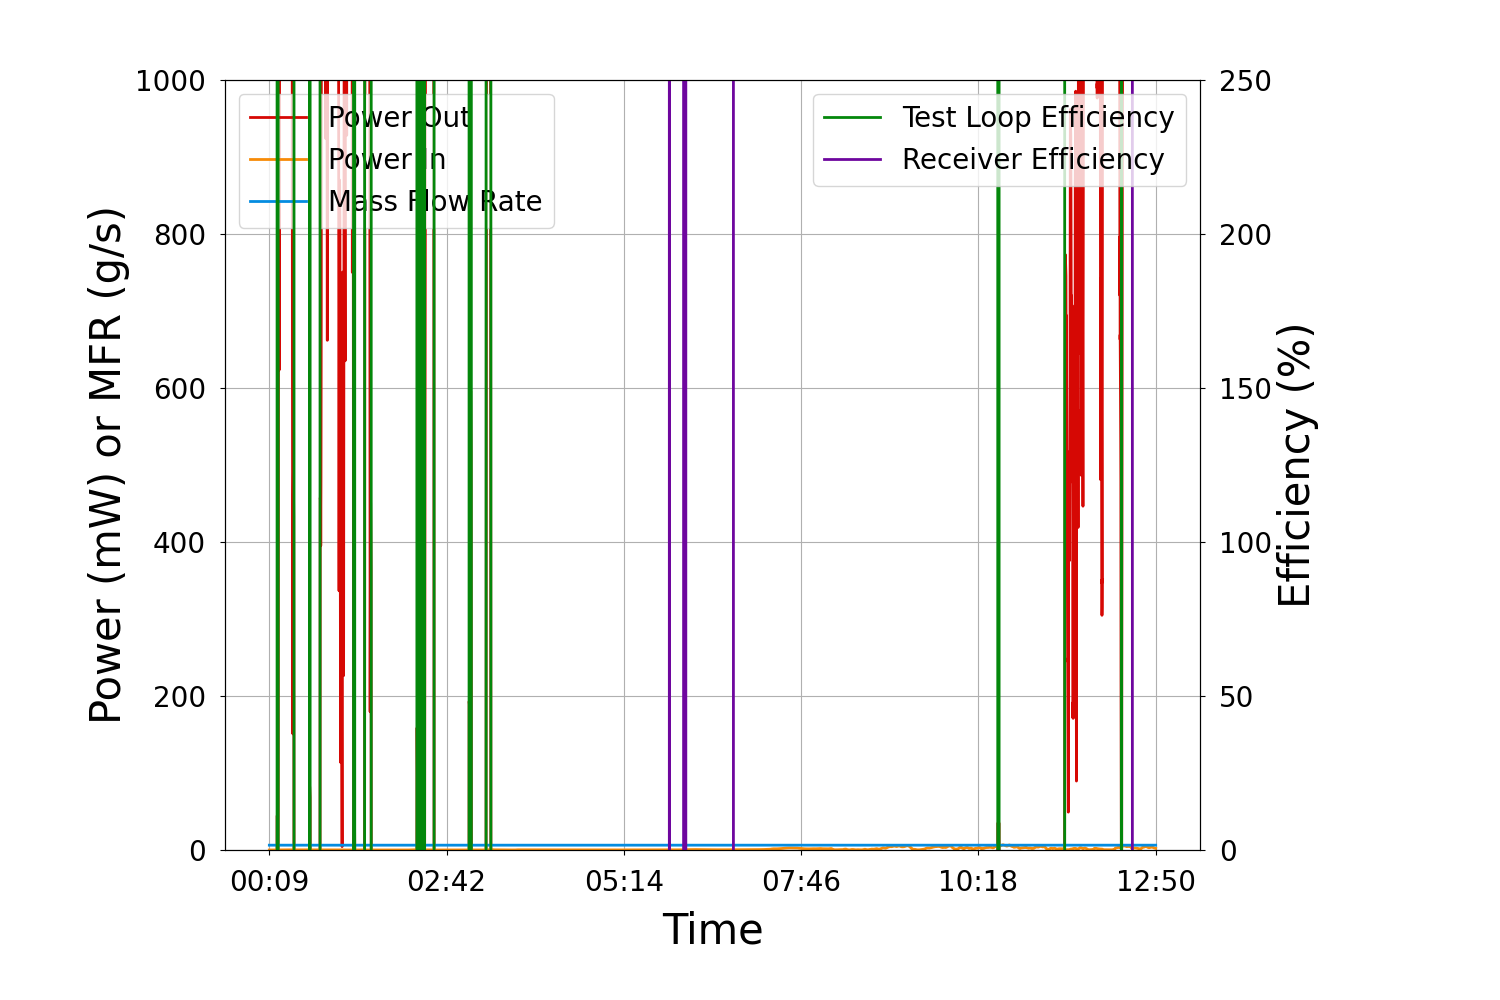 1000
800
600
400
200
0
Power (mW) or MFR (g/s)
Power Out
Power In
Mass Flow Rate
Test Loop Efficiency
Receiver Efficiency
250
200
150
100
50
0
Efficiency (%)
00:09 02:42 05:14 07:46 10:18 12:50
Time